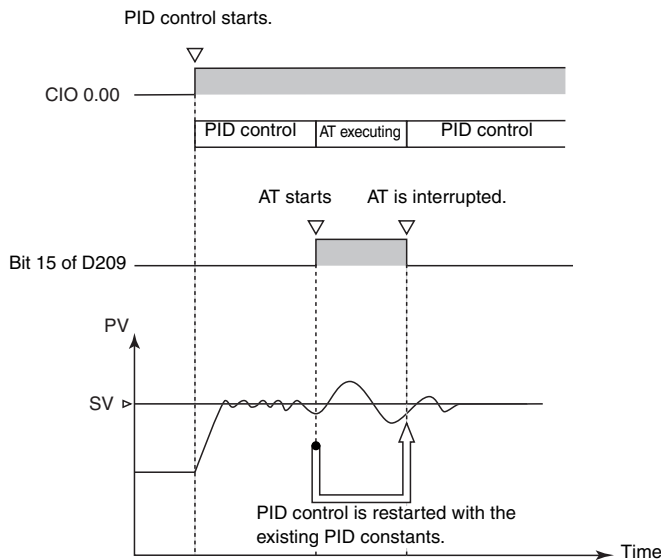 PID control starts.
CIO 0.00
PID control
AT executing
PID control
AT starts
AT is interrupted.
Bit 15 of D209
PV
SV
PID control is restarted with the
existing PID constants.
Time